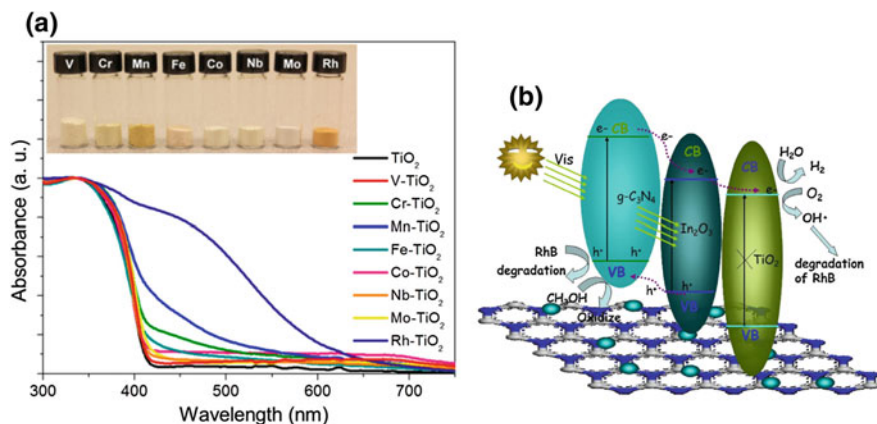 (a)
V Cr Mn Fe Co Nb Mo Rh
TiO₂
V-TiO₂
Cr-TiO₂
Mn-TiO₂
Fe-TiO₂
Co-TiO₂
Nb-TiO₂
Mo-TiO₂
Rh-TiO₂
Absorbance (a. u.)
300 400 500 600 700
Wavelength (nm)
(b)
Vis
e- CB
e-
g-C₃N₄
h⁺ h⁺
VB
RhB
degradation
CH₃OH
Oxidize
CB
e-
In₂O₃
h⁺
h⁺
VB
CB
e-
TiO₂
VB
H₂O
H₂
O₂
OH•
degradation
of RhB